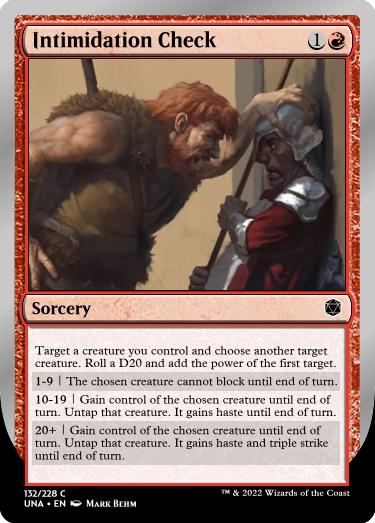 Intimidation Check 1
Sorcery
Target a creature you control and choose another target
creature. Roll a D20 and add the power of the first target.
1-9 | The chosen creature cannot block until end of turn.
10-19 | Gain control of the chosen creature until end of
turn. Untap that creature. It gains haste until end of turn.
20+ | Gain control of the chosen creature until end of
turn. Untap that creature. It gains haste and triple strike
until end of turn.
132/228 C
UNA • EN Mark Behm
™ & 2022 Wizards of the Coast